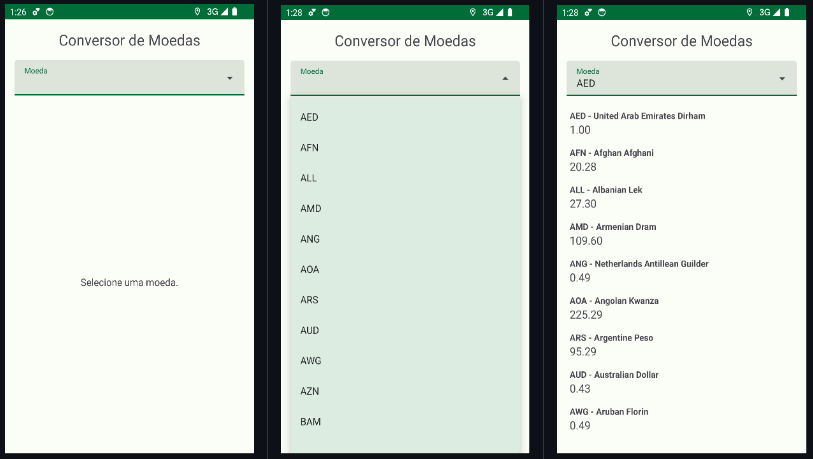 1:26
3G
Conversor de Moedas
Moeda
Selecione uma moeda.
1:28
3G
Conversor de Moedas
Moeda
AED
AFN
ALL
AMD
ANG
AOA
ARS
AUD
AWG
AZN
BAM
1:28
3G
Conversor de Moedas
Moeda
AED
AED - United Arab Emirates Dirham
1.00
AFN - Afghan Afghani
20.28
ALL - Albanian Lek
27.30
AMD - Armenian Dram
109.60
ANG - Netherlands Antillean Guilder
0.49
AOA - Angolan Kwanza
225.29
ARS - Argentine Peso
95.29
AUD - Australian Dollar
0.43
AWG - Aruban Florin
0.49